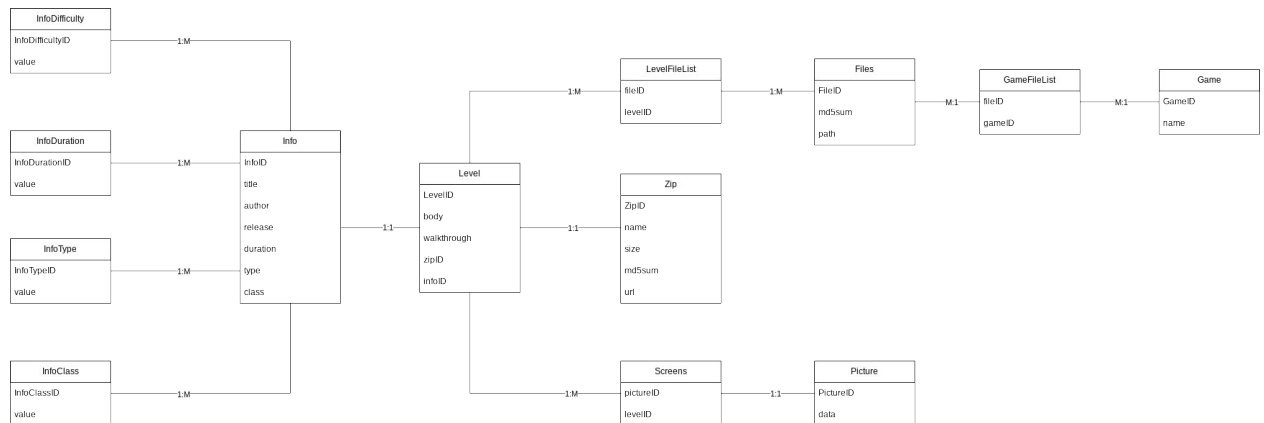 InfoDifficulty
InfoDifficultyID
value
1:M
InfoDuration
InfoDurationID
value
1:M
InfoType
InfoTypeID
value
1:M
InfoClass
InfoClassID
value
1:M
Info
InfoID
title
author
release
duration
type
class
1:1
Level
LevelID
body
walkthrough
zipID
infoID
1:M
LevelFileList
fileID
levelID
1:M
Files
FileID
md5sum
path
M:1
GameFileList
fileID
gameID
M:1
Game
GameID
name
1:1
Zip
ZipID
name
size
md5sum
url
1:M
Screens
pictureID
levelID
1:1
Picture
PictureID
data